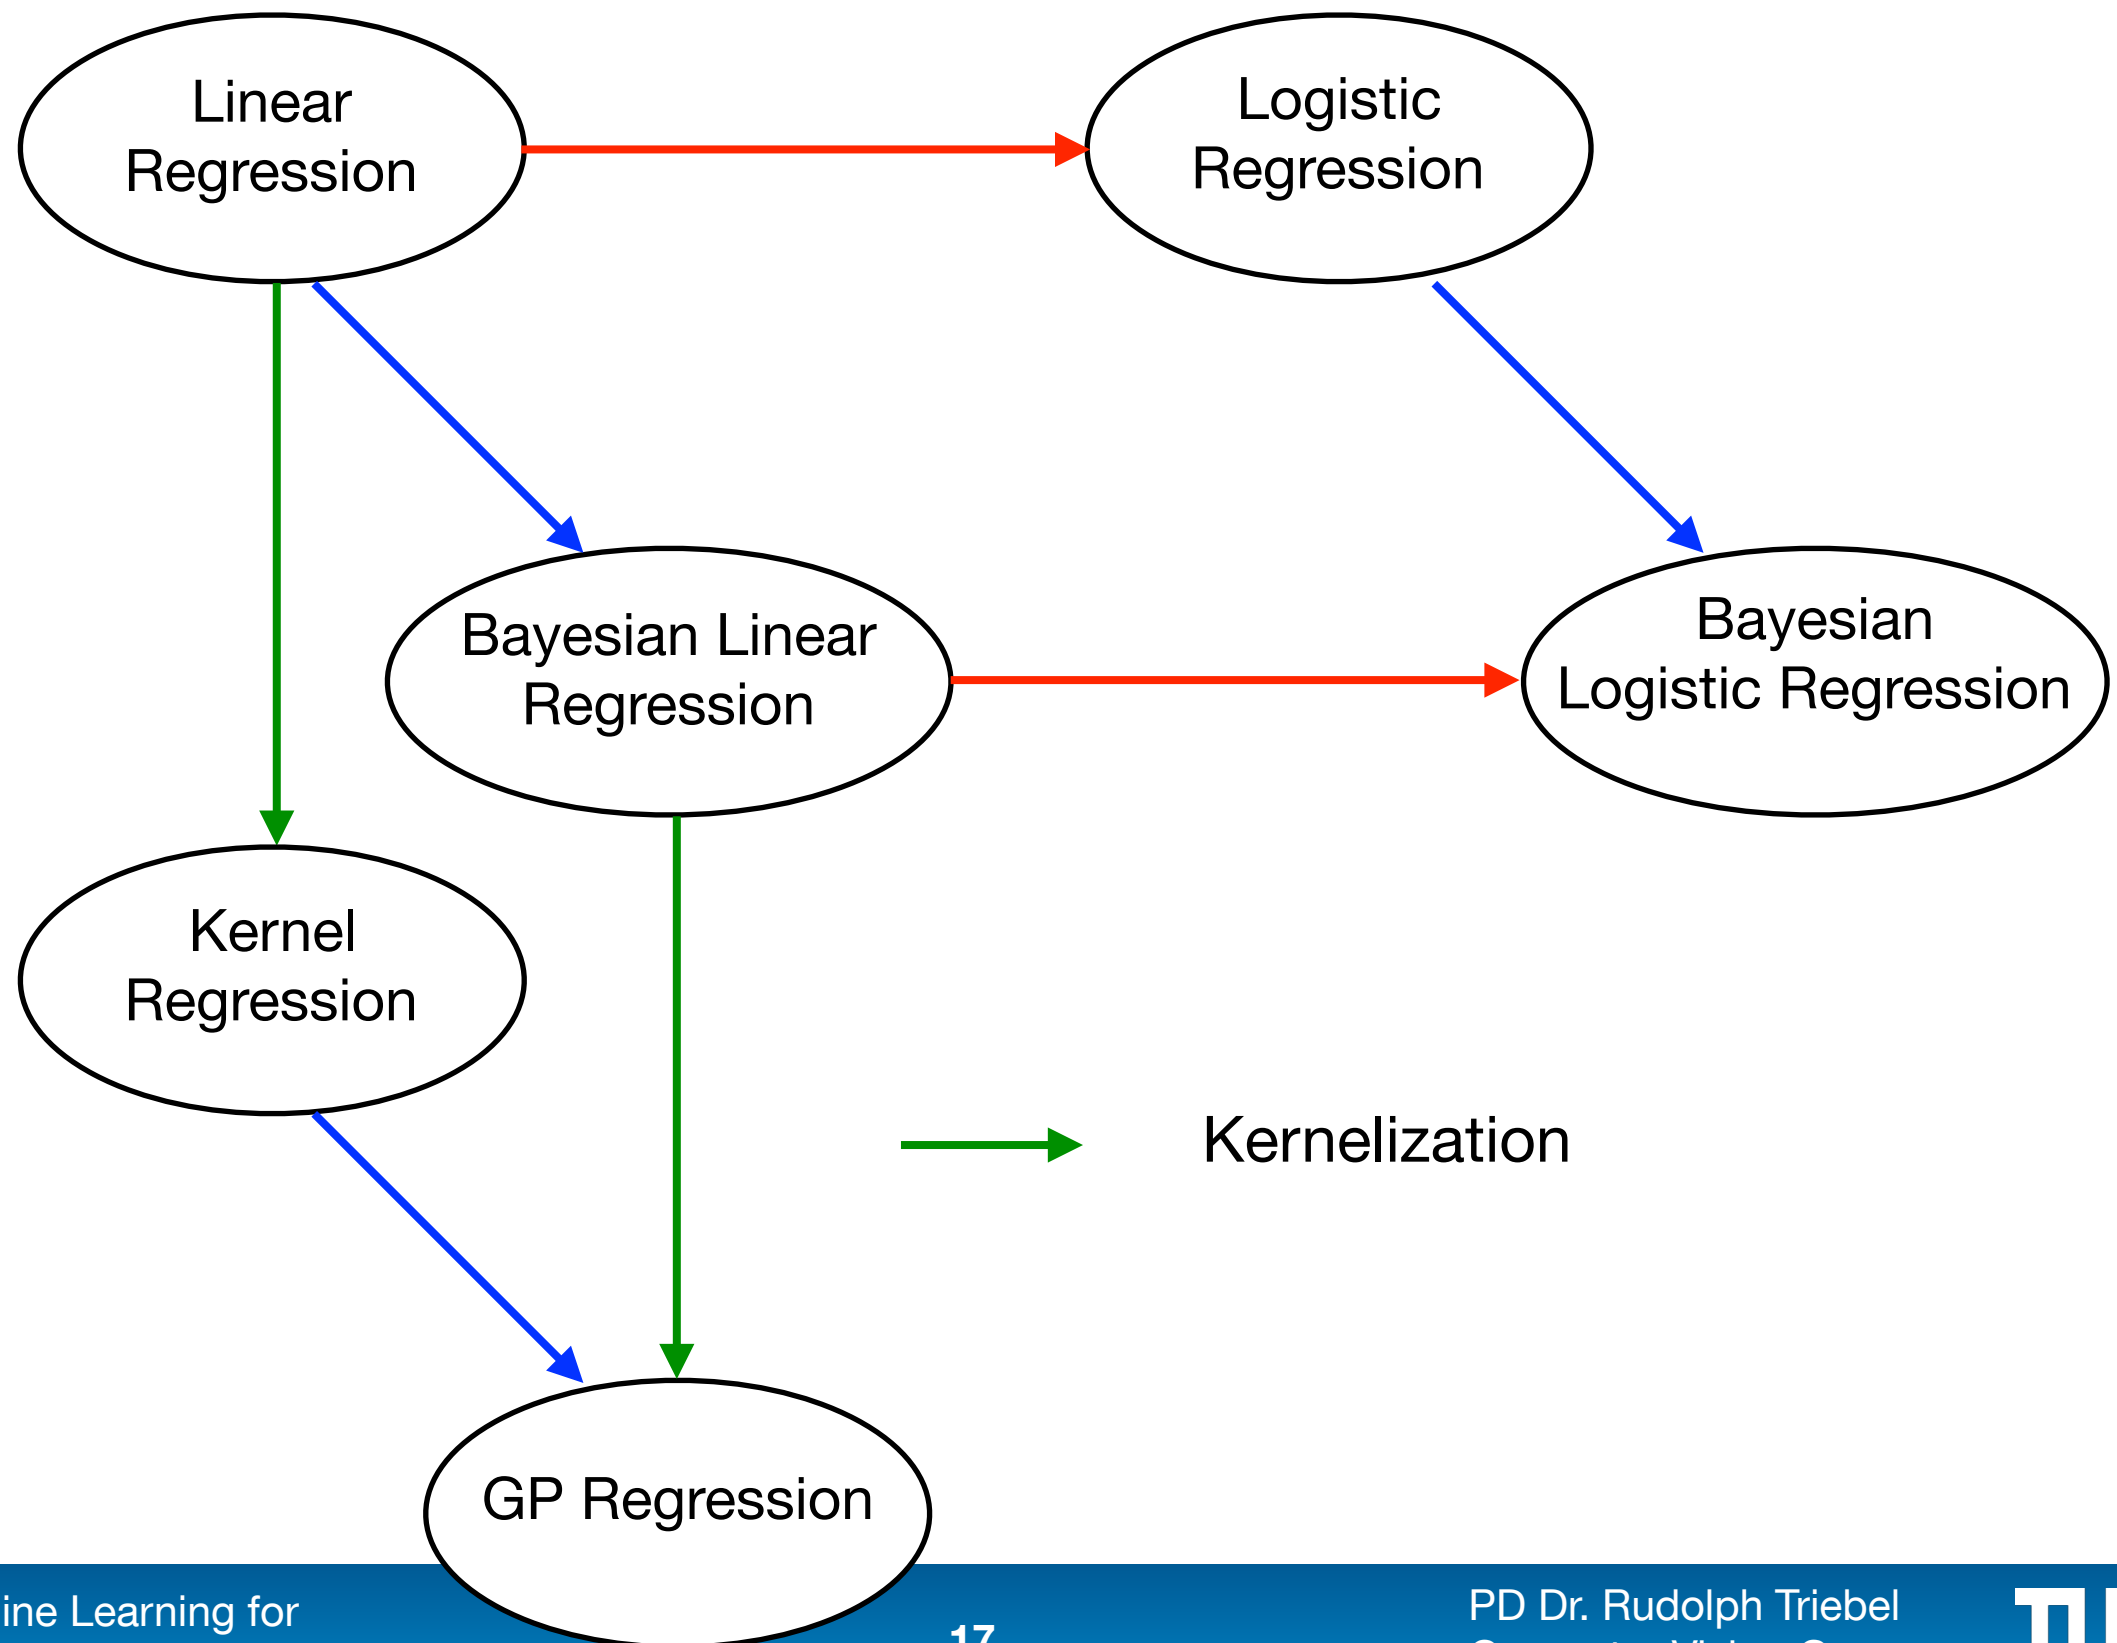 Linear
Regression
Logistic
Regression
Bayesian Linear
Regression
Bayesian
Logistic Regression
Kernel
Regression
Kernelization
GP Regression
ine Learning for
17
PD Dr. Rudolph Triebel